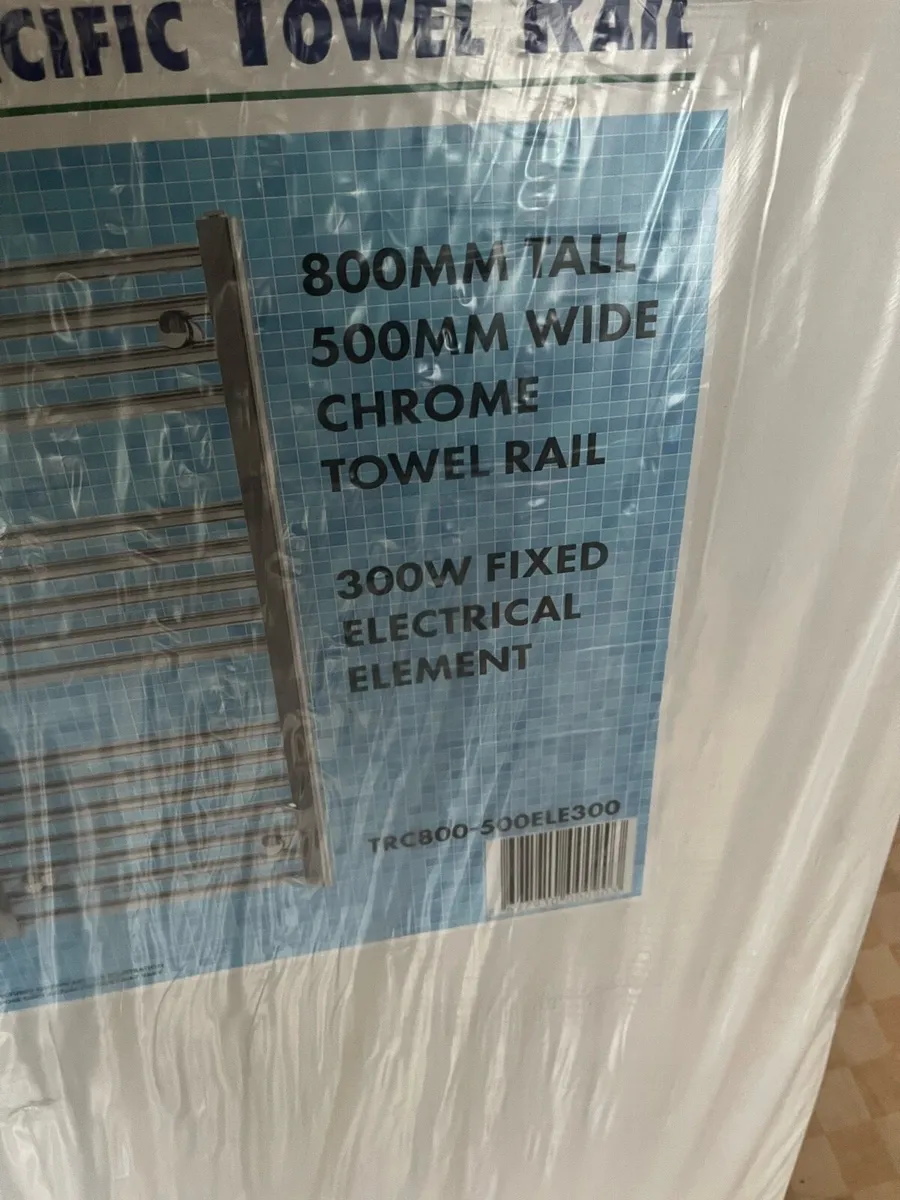 CIFIC TOWEL RAIL
800MM TALL
500MM WIDE
CHROME
TOWEL RAIL
300W FIXED
ELECTRICAL
ELEMENT
TRC800-500ELE300